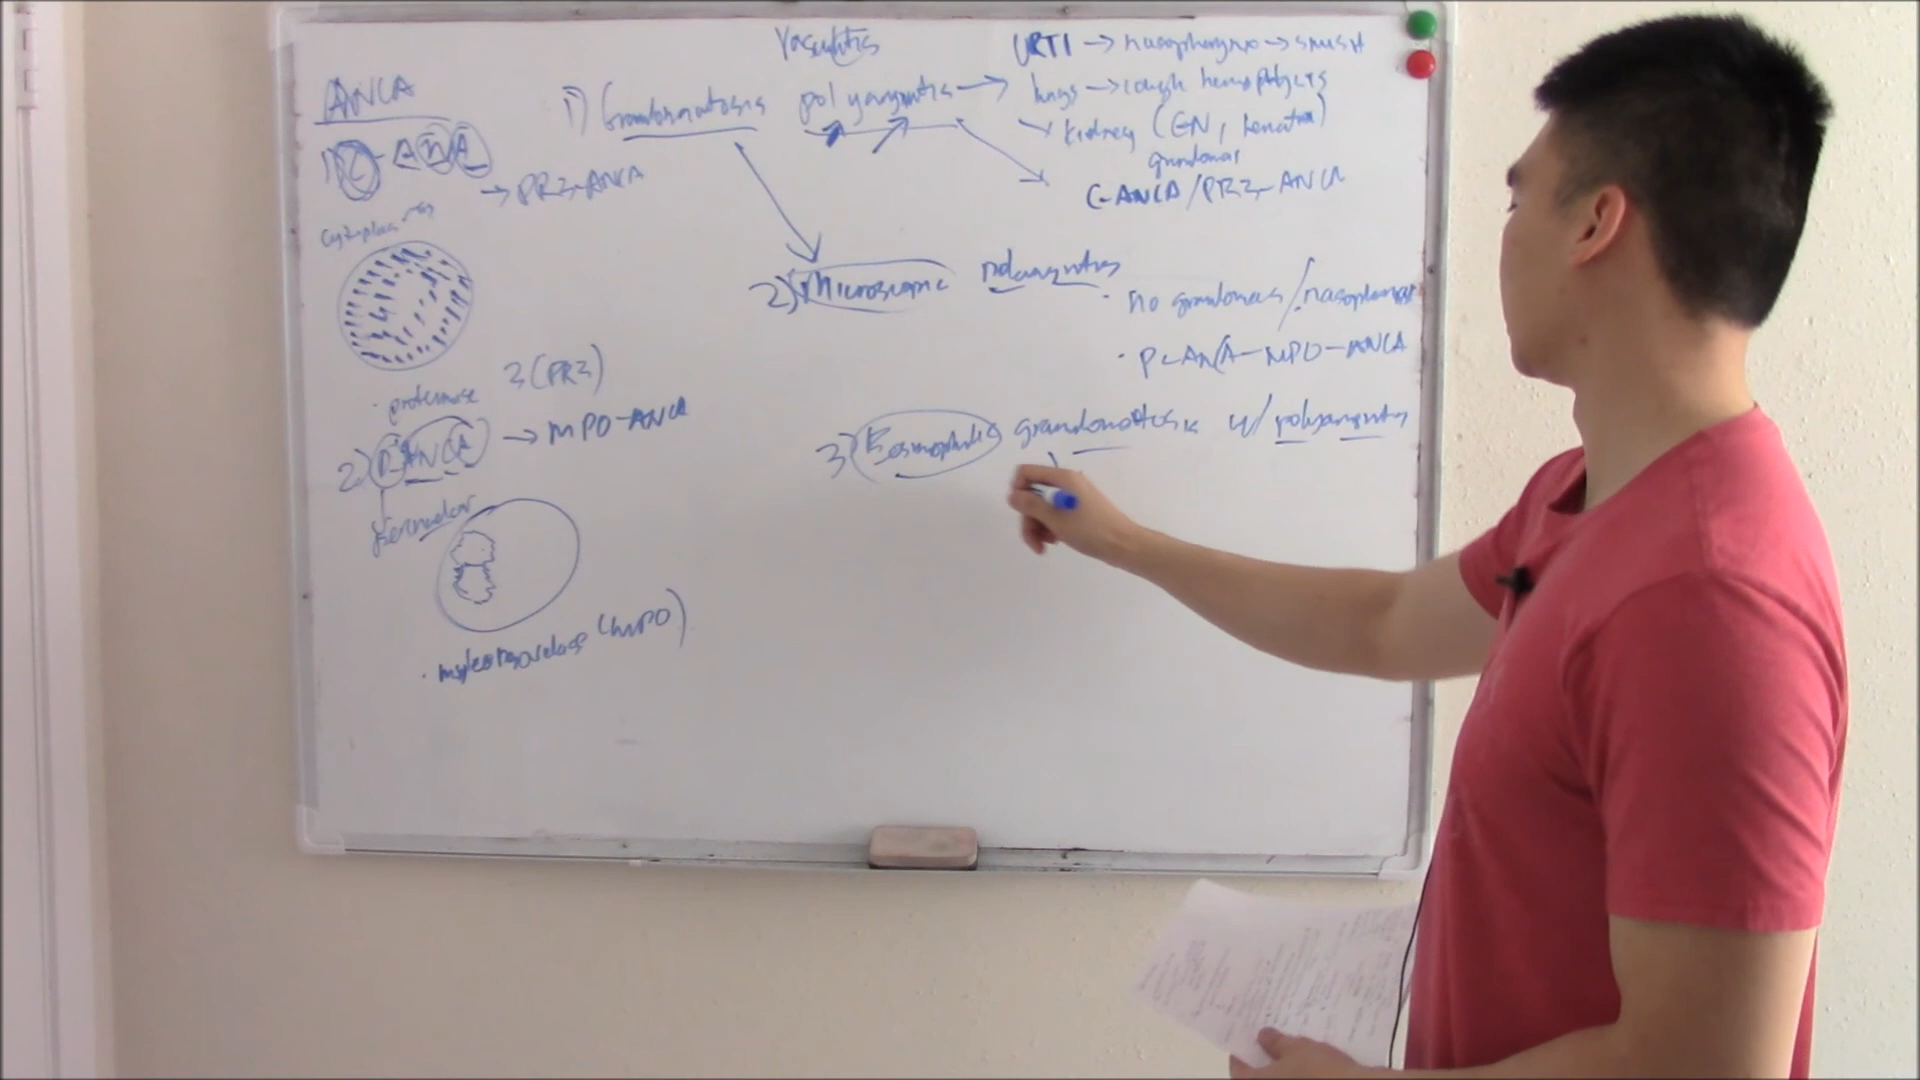 Vasculitis
ANCA
1) C-ANCA
→ PR3-ANCA
cytoplasmic
proteinase 3 (PR3)
2) P-ANCA → MPO-ANCA
perinuclear
myeloperoxidase (MPO)
1) Granulomatosis polyangiitis →
URTI → nasopharynx →
lungs → cough hemoptysis
kidney (GN, hematu)
granulomas
C-ANCA/PR3-ANCA
2) Microscopic polyangiitis
no granulomas / nasopharynx
P-ANCA-MPO-ANCA
3) Eosinophilic granulomatosis w/ polyangiitis